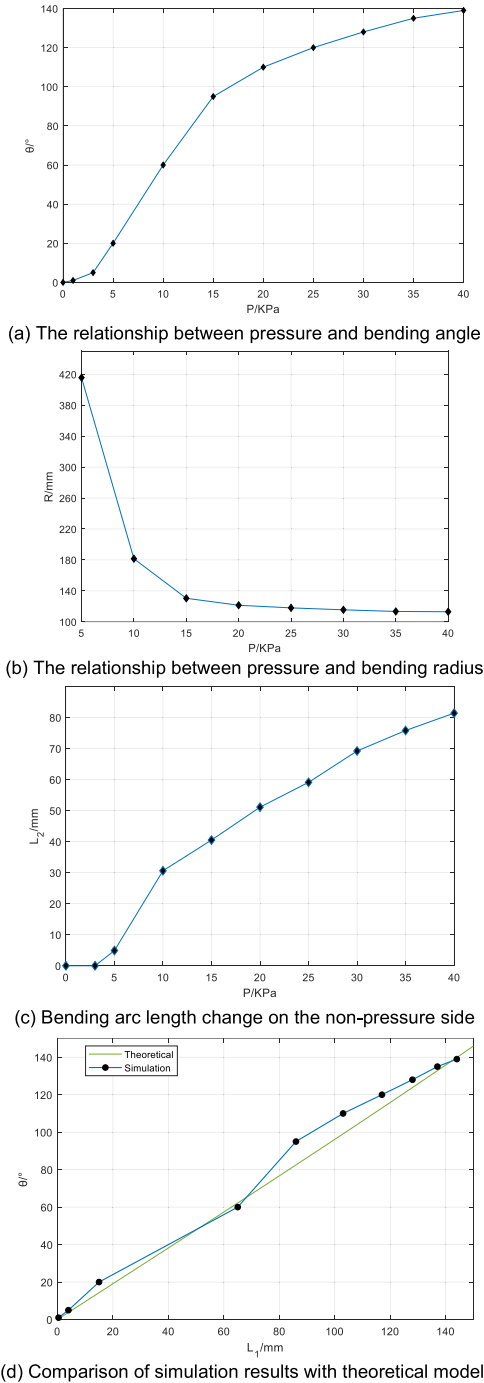 140
120
100
80
60
40
20
0
θ/°
0 5 10 15 20 25 30 35 40
P/KPa
(a) The relationship between pressure and bending angle
420
380
340
300
260
220
180
140
100
R/mm
5 10 15 20 25 30 35 40
P/KPa
(b) The relationship between pressure and bending radius
80
70
60
50
40
30
20
10
0
L2/mm
0 5 10 15 20 25 30 35 40
P/KPa
(c) Bending arc length change on the non-pressure side
Theoretical
Simulation
140
120
100
80
60
40
20
0
θ/°
0 20 40 60 80 100 120 140
L1/mm
(d) Comparison of simulation results with theoretical model